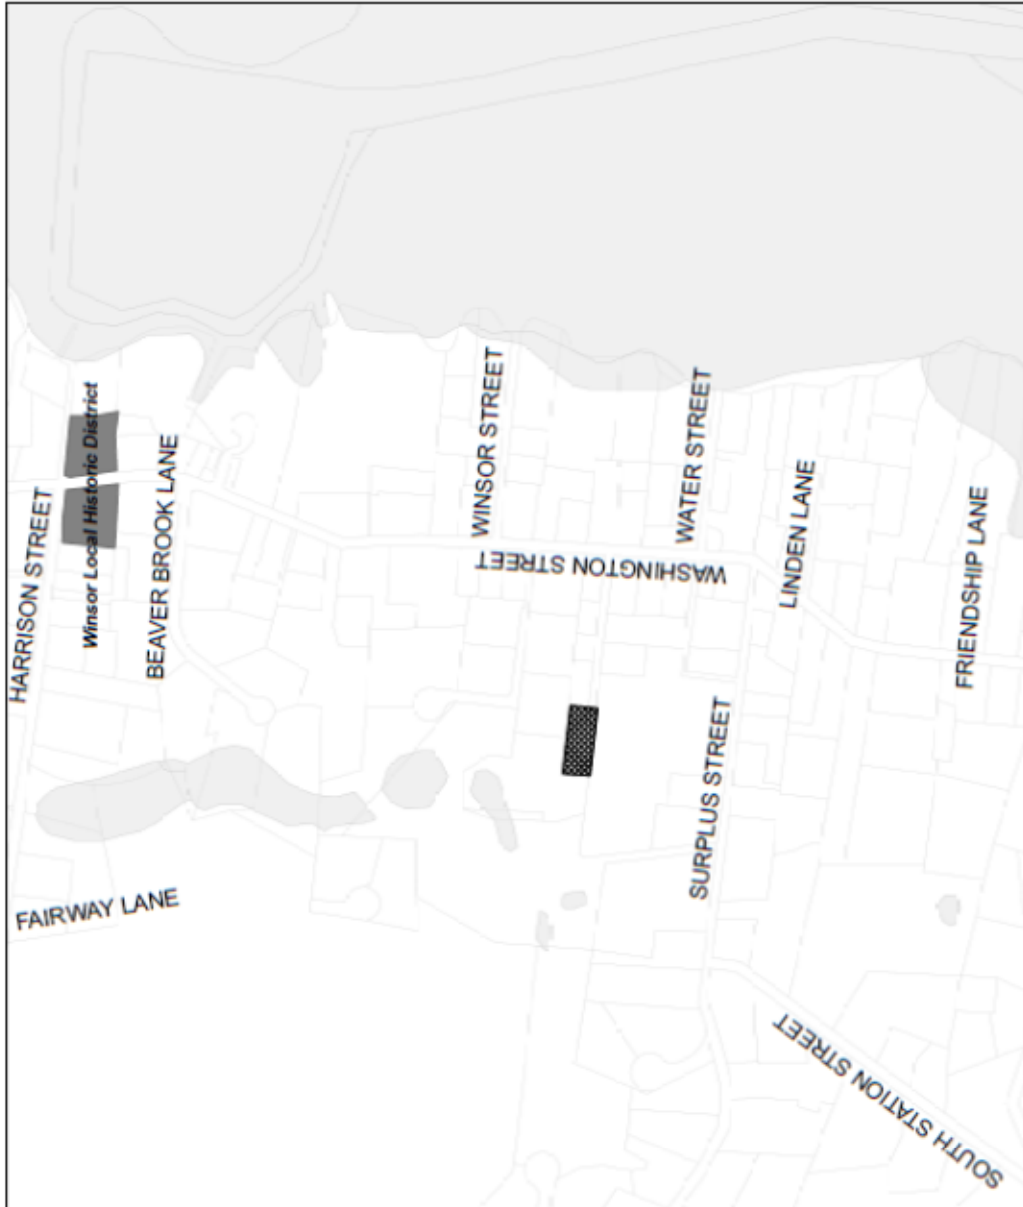 HARRISON STREET
Winsor Local Historic District
BEAVER BROOK LANE
WINSOR STREET
WATER STREET
WASHINGTON STREET
LINDEN LANE
FRIENDSHIP LANE
SURPLUS STREET
FAIRWAY LANE
SOUTH STATION STREET